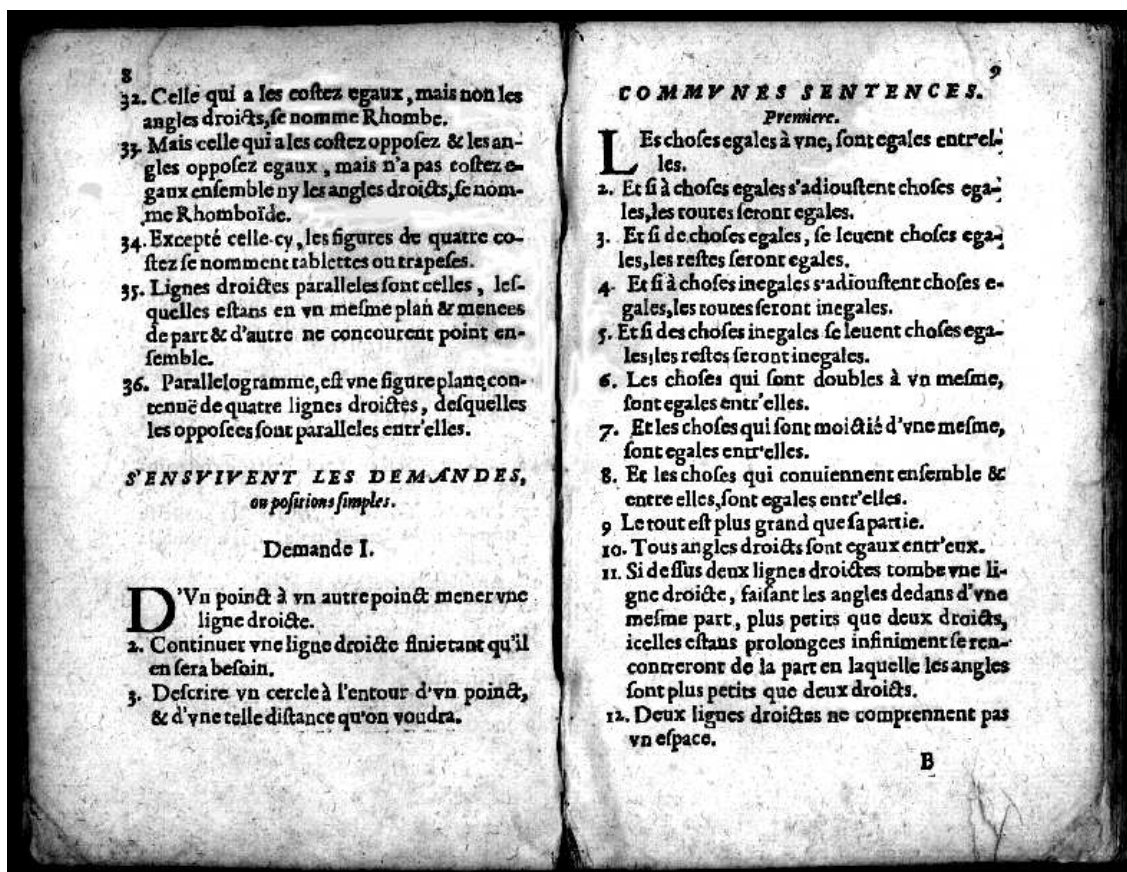 8
32. Celle qui a les coſtez egaux, mais non les
angles droicts, ſe nomme Rhombe.
33. Mais celle qui a les coſtez oppoſez & les an-
gles oppoſez egaux, mais n'a pas coſtez e-
gaux enſemble ny les angles droicts, ſe nom-
me Rhomboïde.
34. Excepté celle-cy, les figures de quatre co-
ſtez ſe nomment tablettes ou trapeſes.
35. Lignes droictes paralleles ſont celles, leſ-
quelles eſtans en vn meſme plan & menees
de part & d'autre ne concourent point en-
ſemble.
36. Parallelogramme, eſt vne figure plane con-
tenuë de quatre lignes droictes, deſquelles
les oppoſees ſont paralleles entr'elles.
S'ENSVIVENT LES DEMANDES,
ou poſitions ſimples.
Demande I.
D'Vn poinct à vn autre poinct mener vne
ligne droicte.
2. Continuer vne ligne droicte finie tant qu'il
en ſera beſoin.
3. Deſcrire vn cercle à l'entour d'vn poinct,
& d'vne telle diſtance qu'on voudra.
9
COMMVNES SENTENCES.
Premiere.
LEs choſes egales à vne, ſont egales entr'el-
les.
2. Et ſi à choſes egales s'adiouſtent choſes ega-
les, les toutes ſeront egales.
3. Et ſi de choſes egales, ſe leuent choſes ega-
les, les reſtes ſeront egales.
4. Et ſi à choſes inegales s'adiouſtent choſes e-
gales, les toutes ſeront inegales.
5. Et ſi des choſes inegales ſe leuent choſes ega-
les, les reſtes ſeront inegales.
6. Les choſes qui ſont doubles à vn meſme,
ſont egales entr'elles.
7. Et les choſes qui ſont moictié d'vne meſme,
ſont egales entr'elles.
8. Et les choſes qui conuiennent enſemble &
entre elles, ſont egales entr'elles.
9 Le tout eſt plus grand que ſa partie.
10. Tous angles droicts ſont egaux entr'eux.
11. Si deſſus deux lignes droictes tombe vne li-
gne droicte, faiſant les angles dedans d'vne
meſme part, plus petits que deux droicts,
icelles eſtans prolongees infiniment ſe ren-
contreront de la part en laquelle les angles
ſont plus petits que deux droicts.
12. Deux lignes droictes ne comprennent pas
vn eſpace.
B